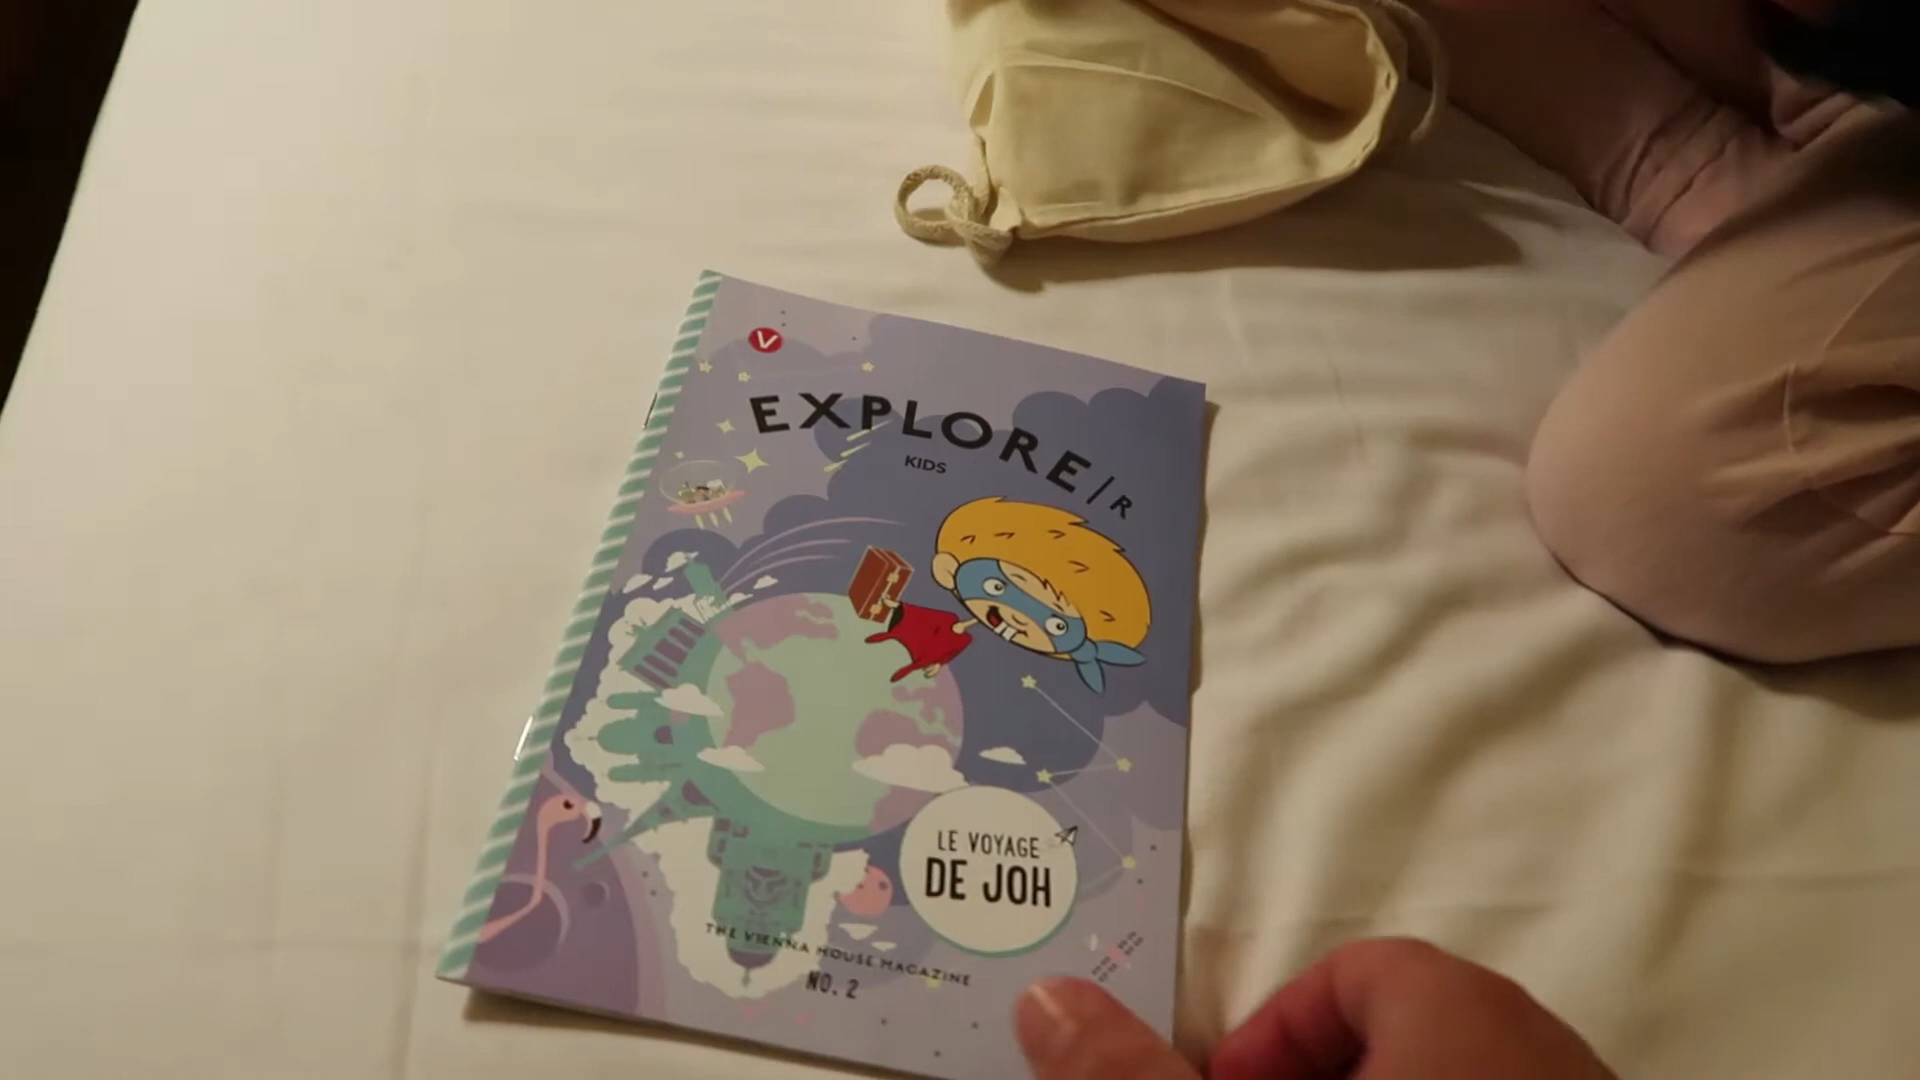 V
EXPLORE/R
KIDS
LE VOYAGE
DE JOH
THE VIENNA HOUSE MAGAZINE
NO. 2